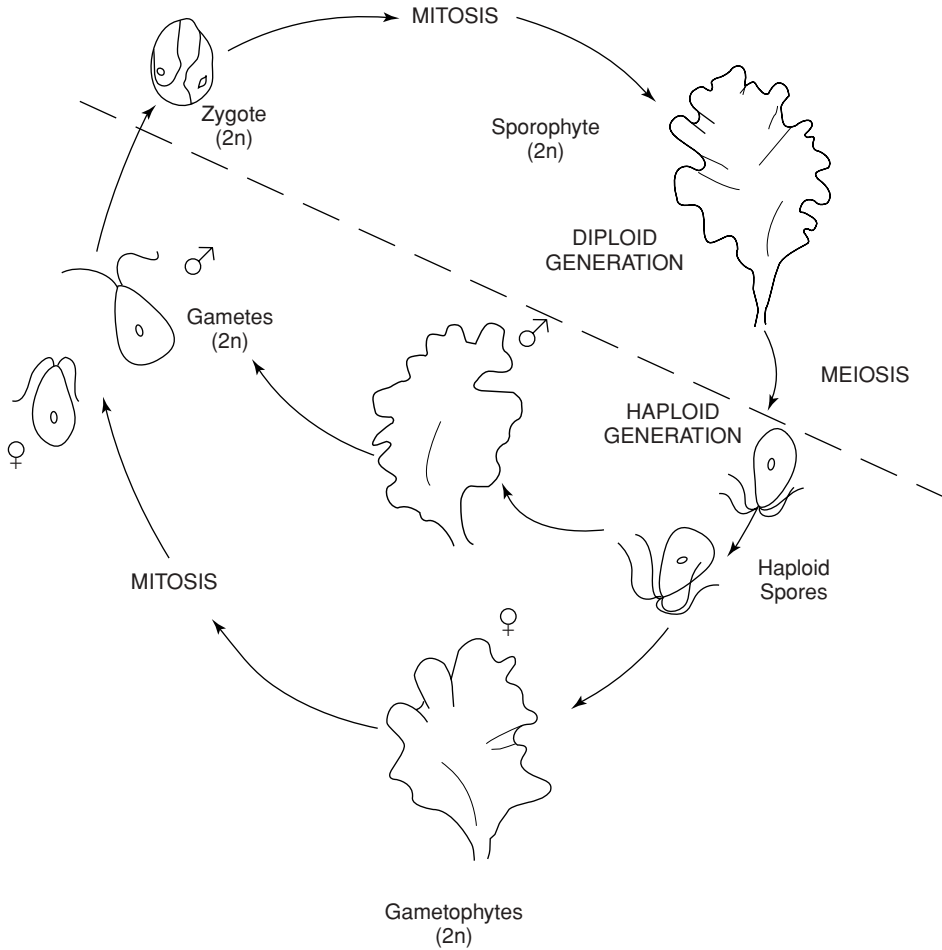 MITOSIS
Zygote
(2n)
Sporophyte
(2n)
DIPLOID
GENERATION
♂
Gametes
(2n)
♂
MEIOSIS
HAPLOID
GENERATION
♀
Haploid
Spores
MITOSIS
♀
Gametophytes
(2n)